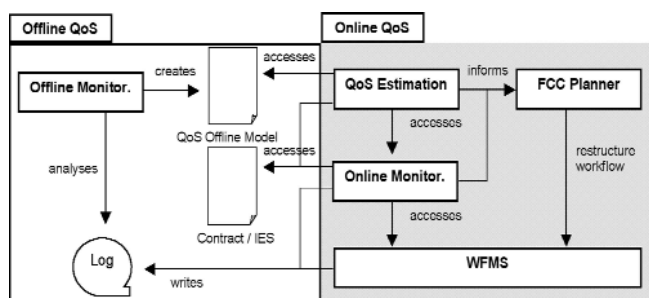 Offline QoS
Online QoS
accesses
creates
informs
Offline Monitor.
QoS Estimation
FCC Planner
QoS Offline Model
accesses
accesses
restructure
workflow
analyses
Online Monitor.
accesses
Contract / IES
Log
WFMS
writes